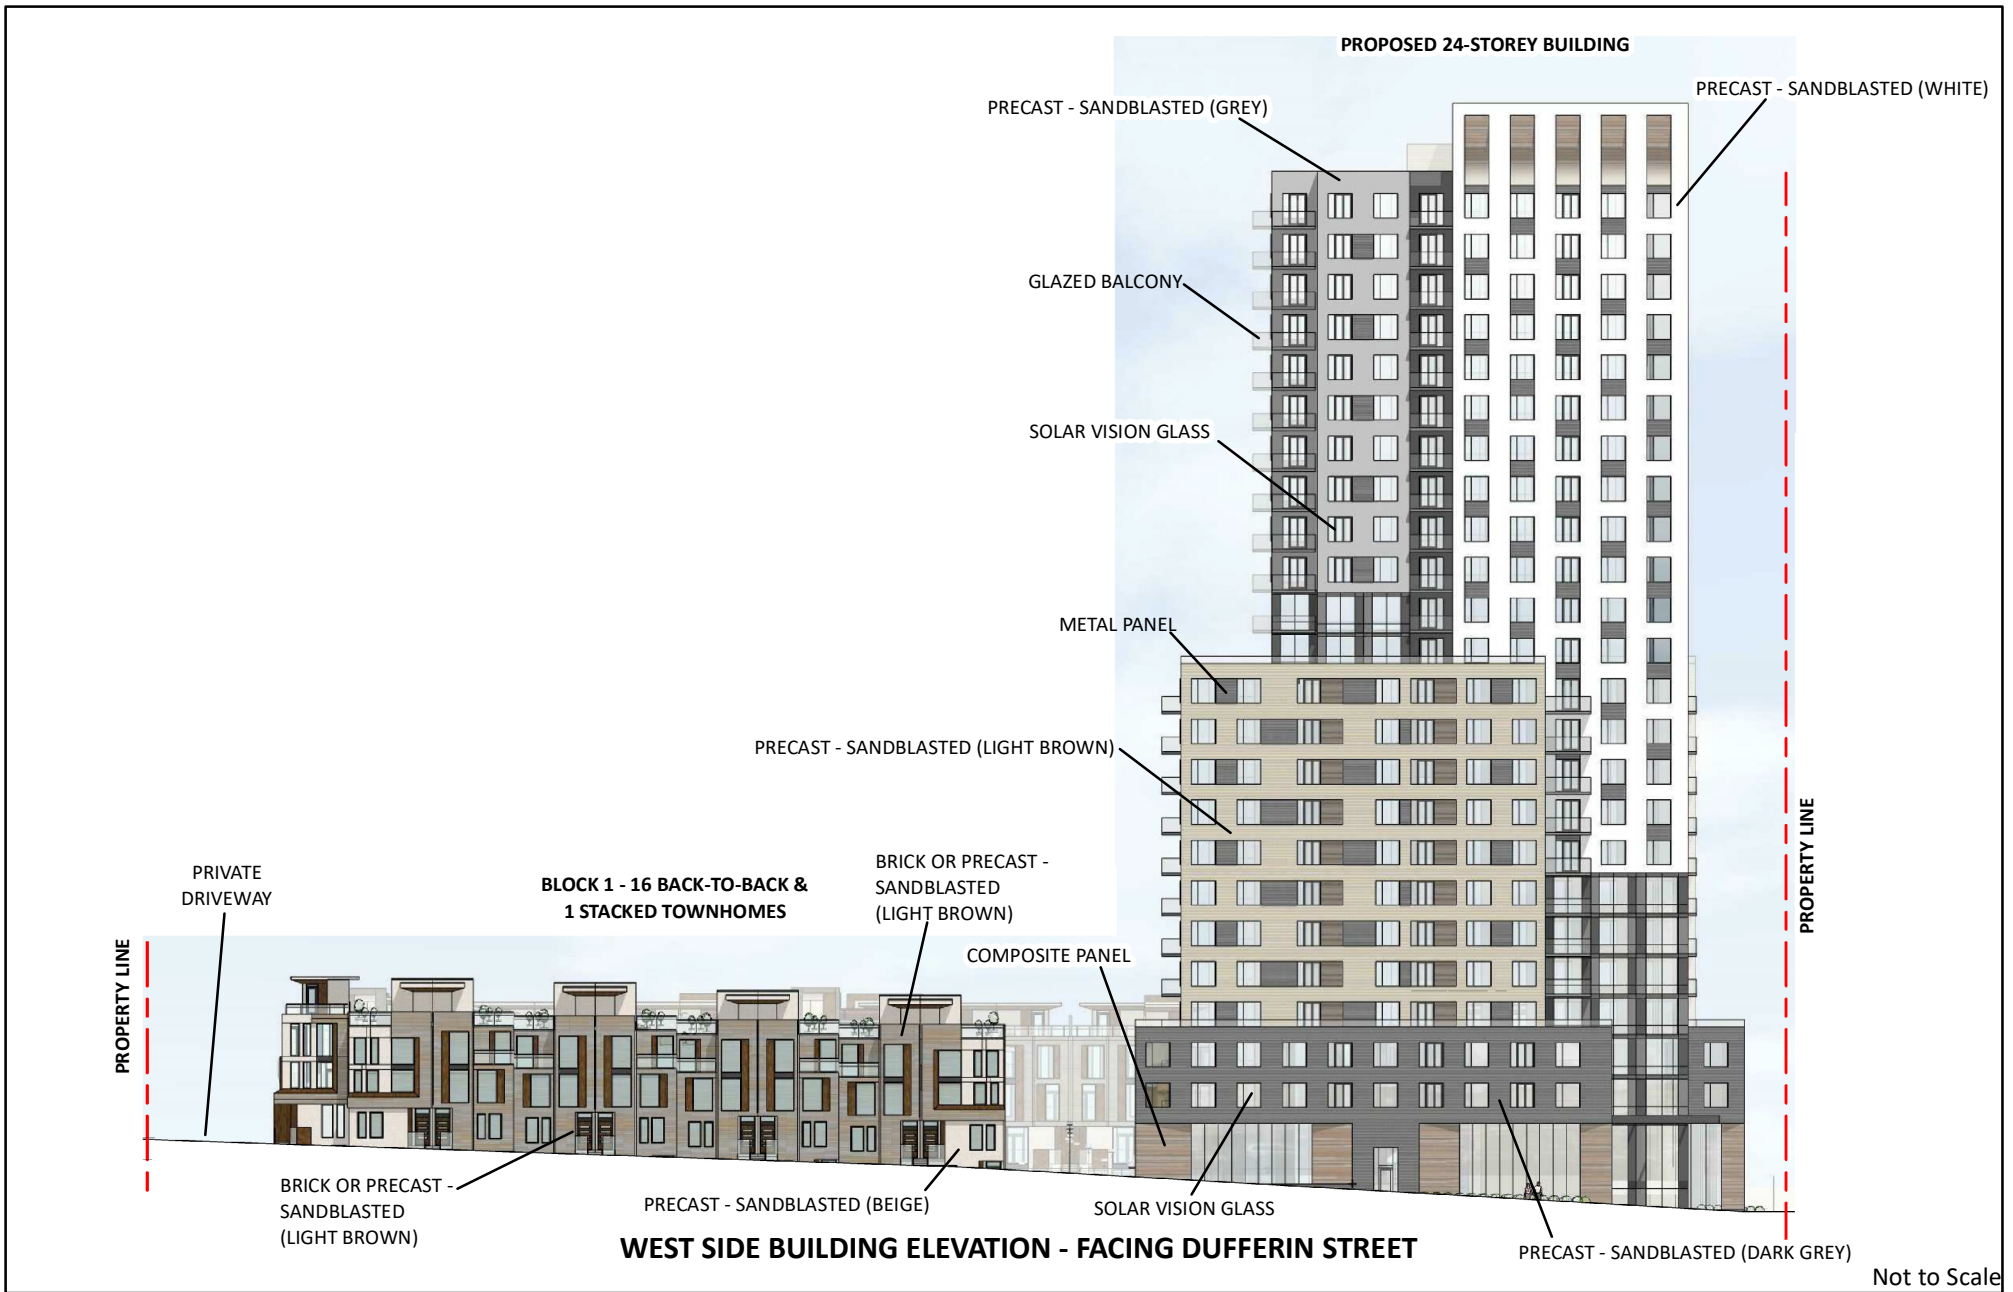 PROPOSED 24-STOREY BUILDING
PRECAST - SANDBLASTED (WHITE)
PRECAST - SANDBLASTED (GREY)
GLAZED BALCONY
SOLAR VISION GLASS
METAL PANEL
PRECAST - SANDBLASTED (LIGHT BROWN)
PROPERTY LINE
PRIVATE
DRIVEWAY
BLOCK 1 - 16 BACK-TO-BACK &
1 STACKED TOWNHOMES
BRICK OR PRECAST -
SANDBLASTED
(LIGHT BROWN)
COMPOSITE PANEL
PROPERTY LINE
BRICK OR PRECAST -
SANDBLASTED
(LIGHT BROWN)
PRECAST - SANDBLASTED (BEIGE)
SOLAR VISION GLASS
PRECAST - SANDBLASTED (DARK GREY)
WEST SIDE BUILDING ELEVATION - FACING DUFFERIN STREET
Not to Scale